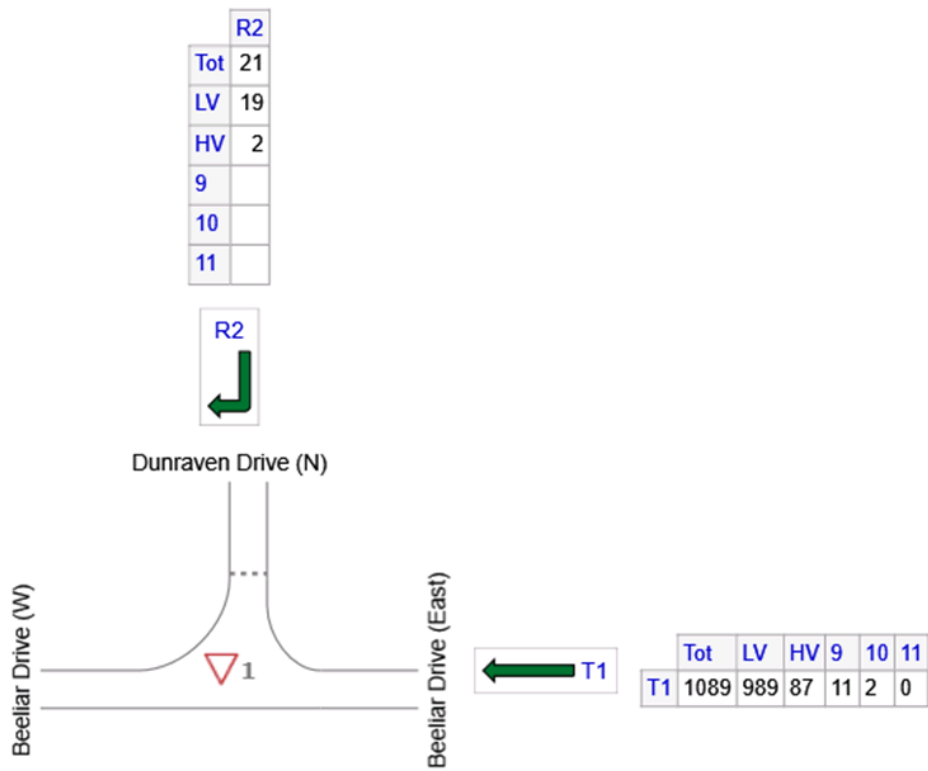 R2
Tot 21
LV 19
HV 2
9
10
11
R2
Dunraven Drive (N)
Beeliar Drive (W)
1
Beeliar Drive (East)
T1
Tot LV HV 9 10 11
T1 1089 989 87 11 2 0